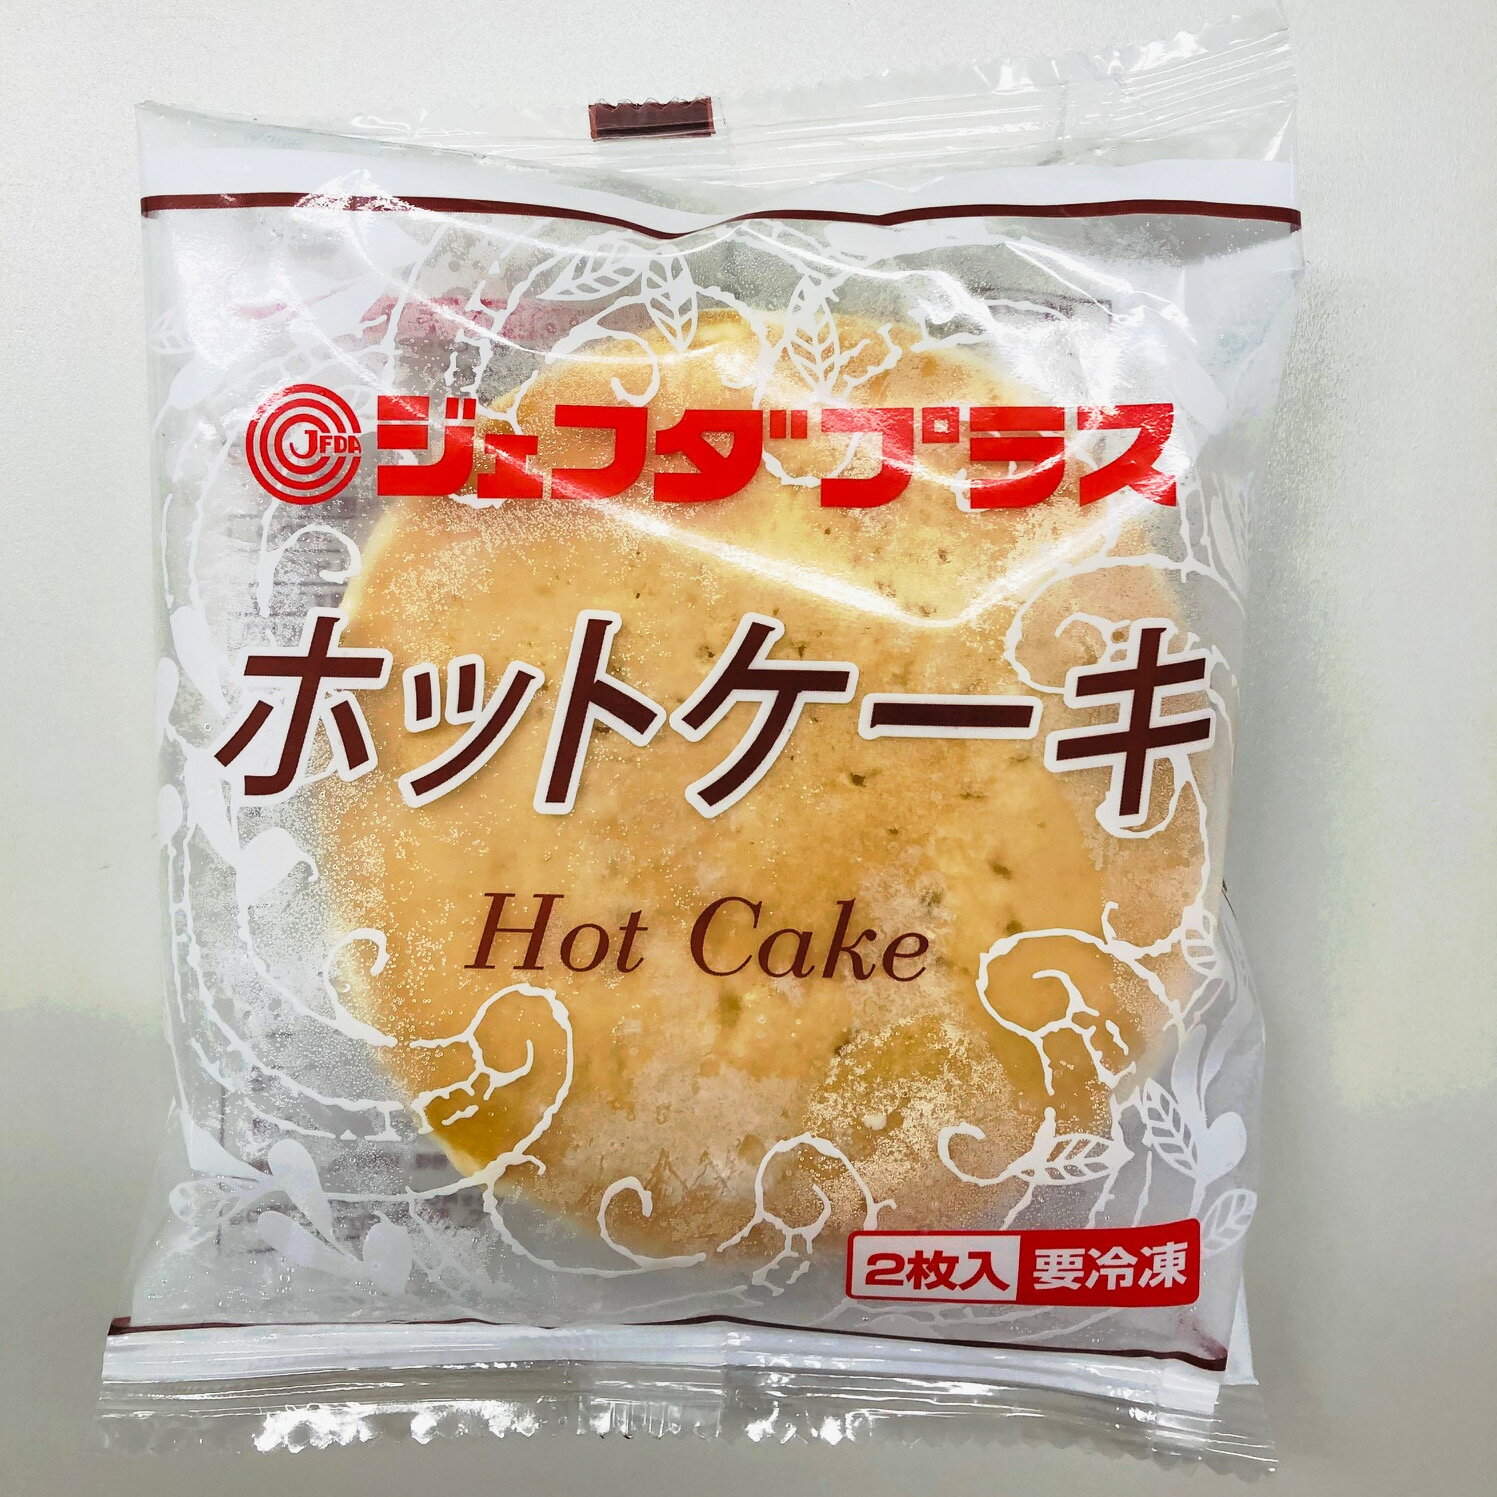 JFDA ジェフダプラス
ホットケーキ
Hot Cake
2枚入 要冷凍